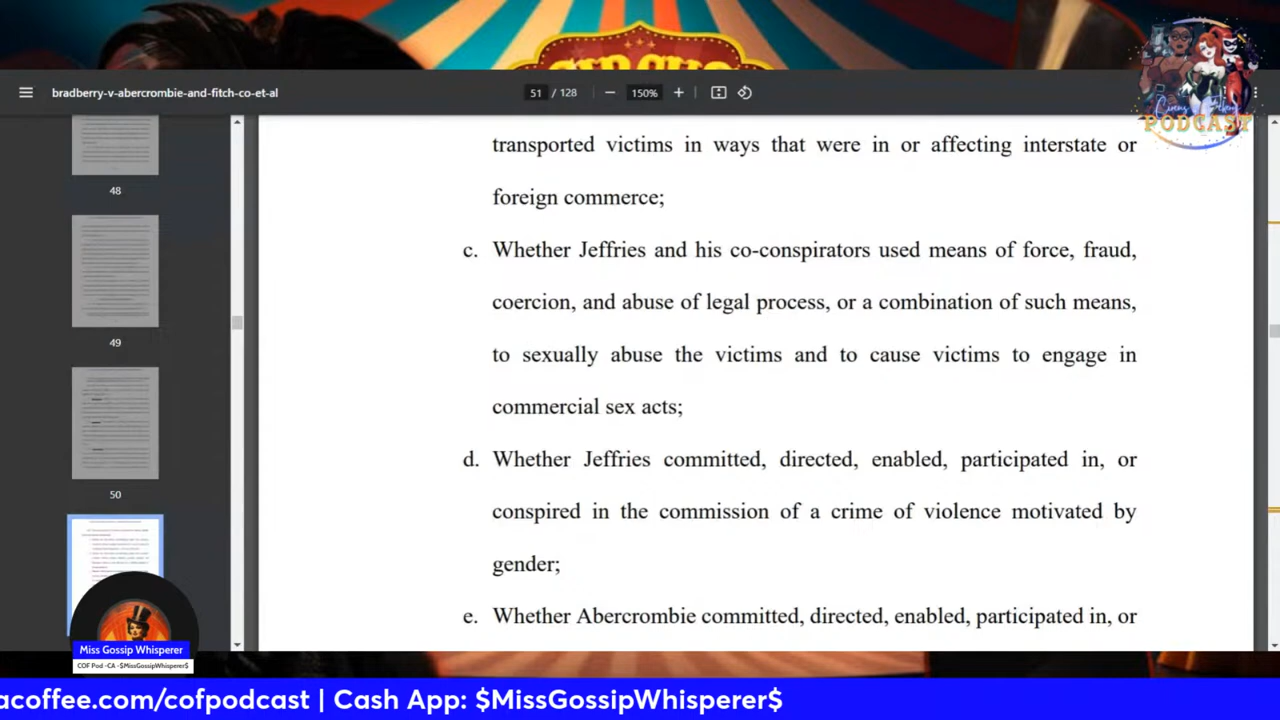 bradberry-v-abercrombie-and-fitch-co-et-al
51 / 128
150%
Circus
PODCAST
48
49
50
transported victims in ways that were in or affecting interstate or
foreign commerce;
c. Whether Jeffries and his co-conspirators used means of force, fraud,
coercion, and abuse of legal process, or a combination of such means,
to sexually abuse the victims and to cause victims to engage in
commercial sex acts;
d. Whether Jeffries committed, directed, enabled, participated in, or
conspired in the commission of a crime of violence motivated by
gender;
e. Whether Abercrombie committed, directed, enabled, participated in, or
Miss Gossip Whisperer
COF Pod -CA -$MissGossipWhisperer$
acoffee.com/cofpodcast | Cash App: $MissGossipWhisperer$